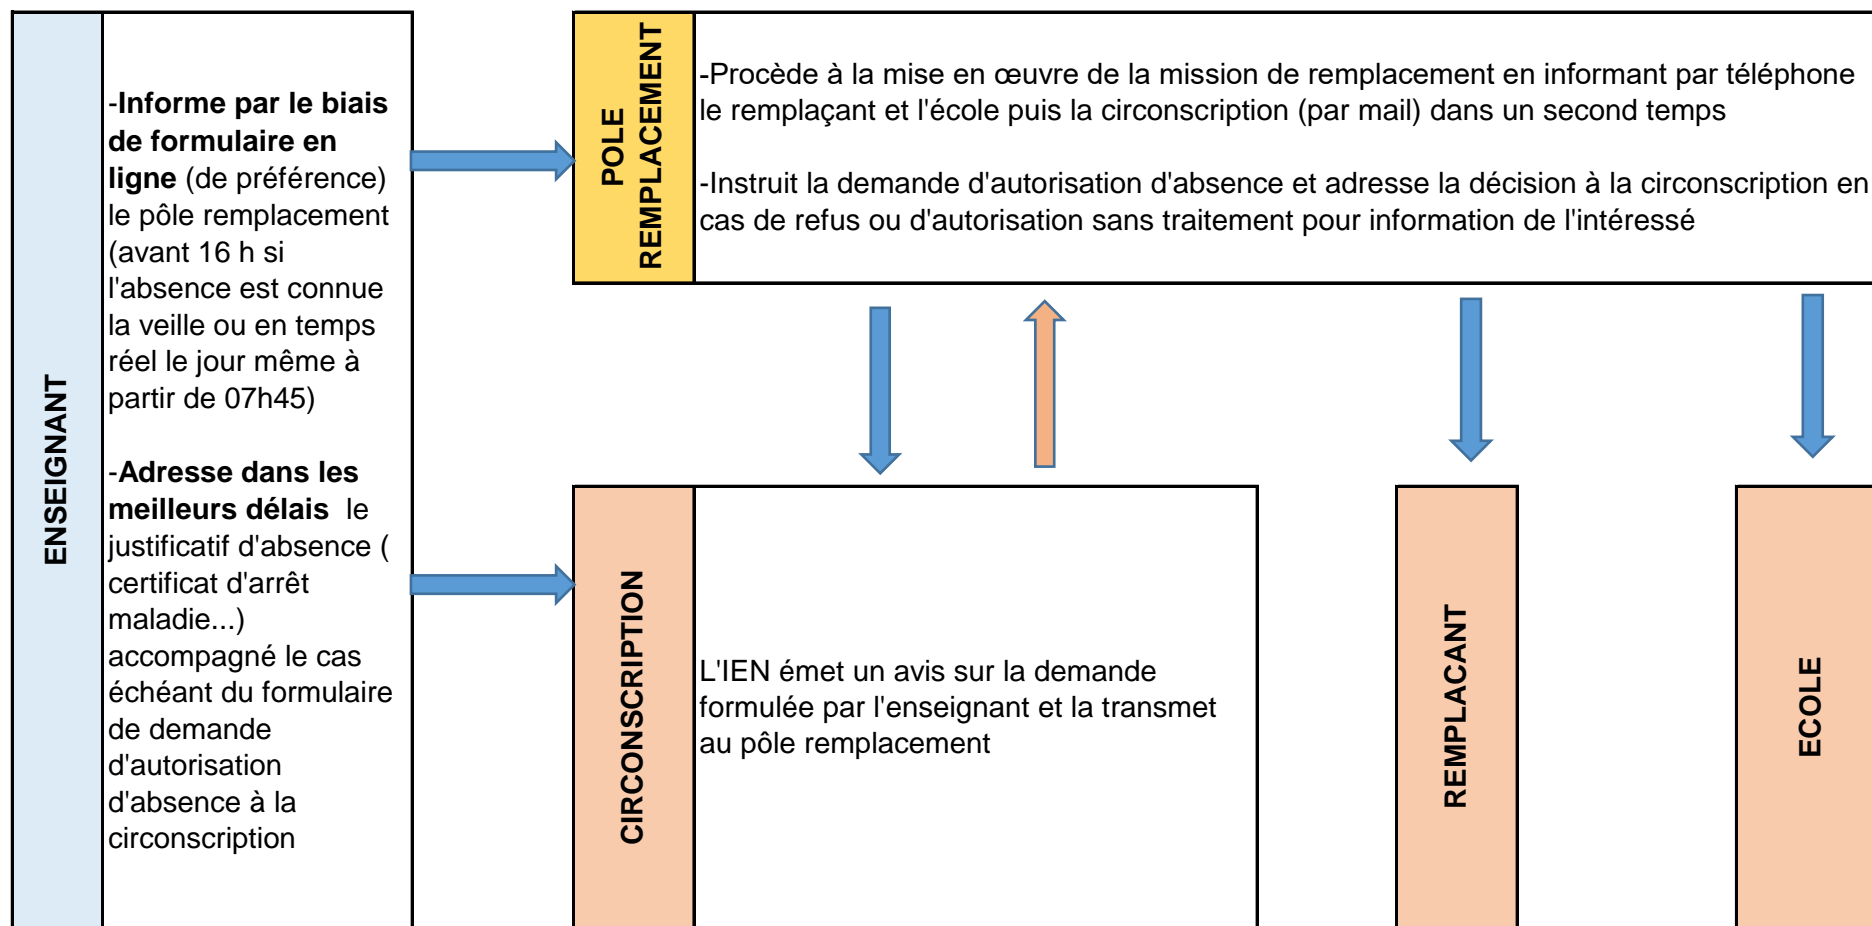 ENSEIGNANT
-Informe par le biais
de formulaire en
ligne (de préférence)
le pôle remplacement
(avant 16 h si
l'absence est connue
la veille ou en temps
réel le jour même à
partir de 07h45)
-Adresse dans les
meilleurs délais  le
justificatif d'absence (
certificat d'arrêt
maladie...)
accompagné le cas
échéant du formulaire
de demande
d'autorisation
d'absence à la
circonscription
POLE
REMPLACEMENT
-Procède à la mise en œuvre de la mission de remplacement en informant par téléphone
le remplaçant et l'école puis la circonscription (par mail) dans un second temps
-Instruit la demande d'autorisation d'absence et adresse la décision à la circonscription en
cas de refus ou d'autorisation sans traitement pour information de l'intéressé
CIRCONSCRIPTION
L'IEN émet un avis sur la demande
formulée par l'enseignant et la transmet
au pôle remplacement
REMPLACANT
ECOLE